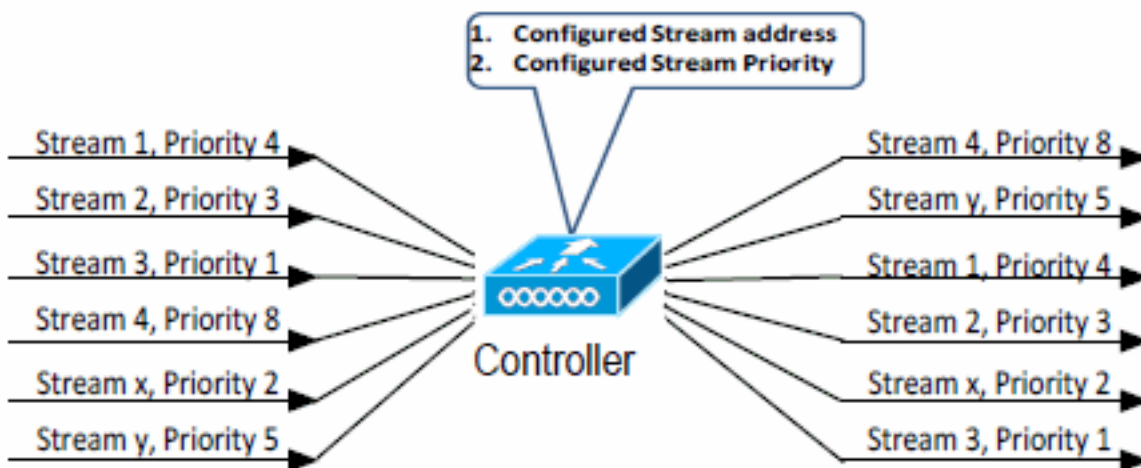 1. Configured Stream address
2. Configured Stream Priority
Stream 1, Priority 4
Stream 2, Priority 3
Stream 3, Priority 1
Stream 4, Priority 8
Stream x, Priority 2
Stream y, Priority 5
Controller
Stream 4, Priority 8
Stream y, Priority 5
Stream 1, Priority 4
Stream 2, Priority 3
Stream x, Priority 2
Stream 3, Priority 1